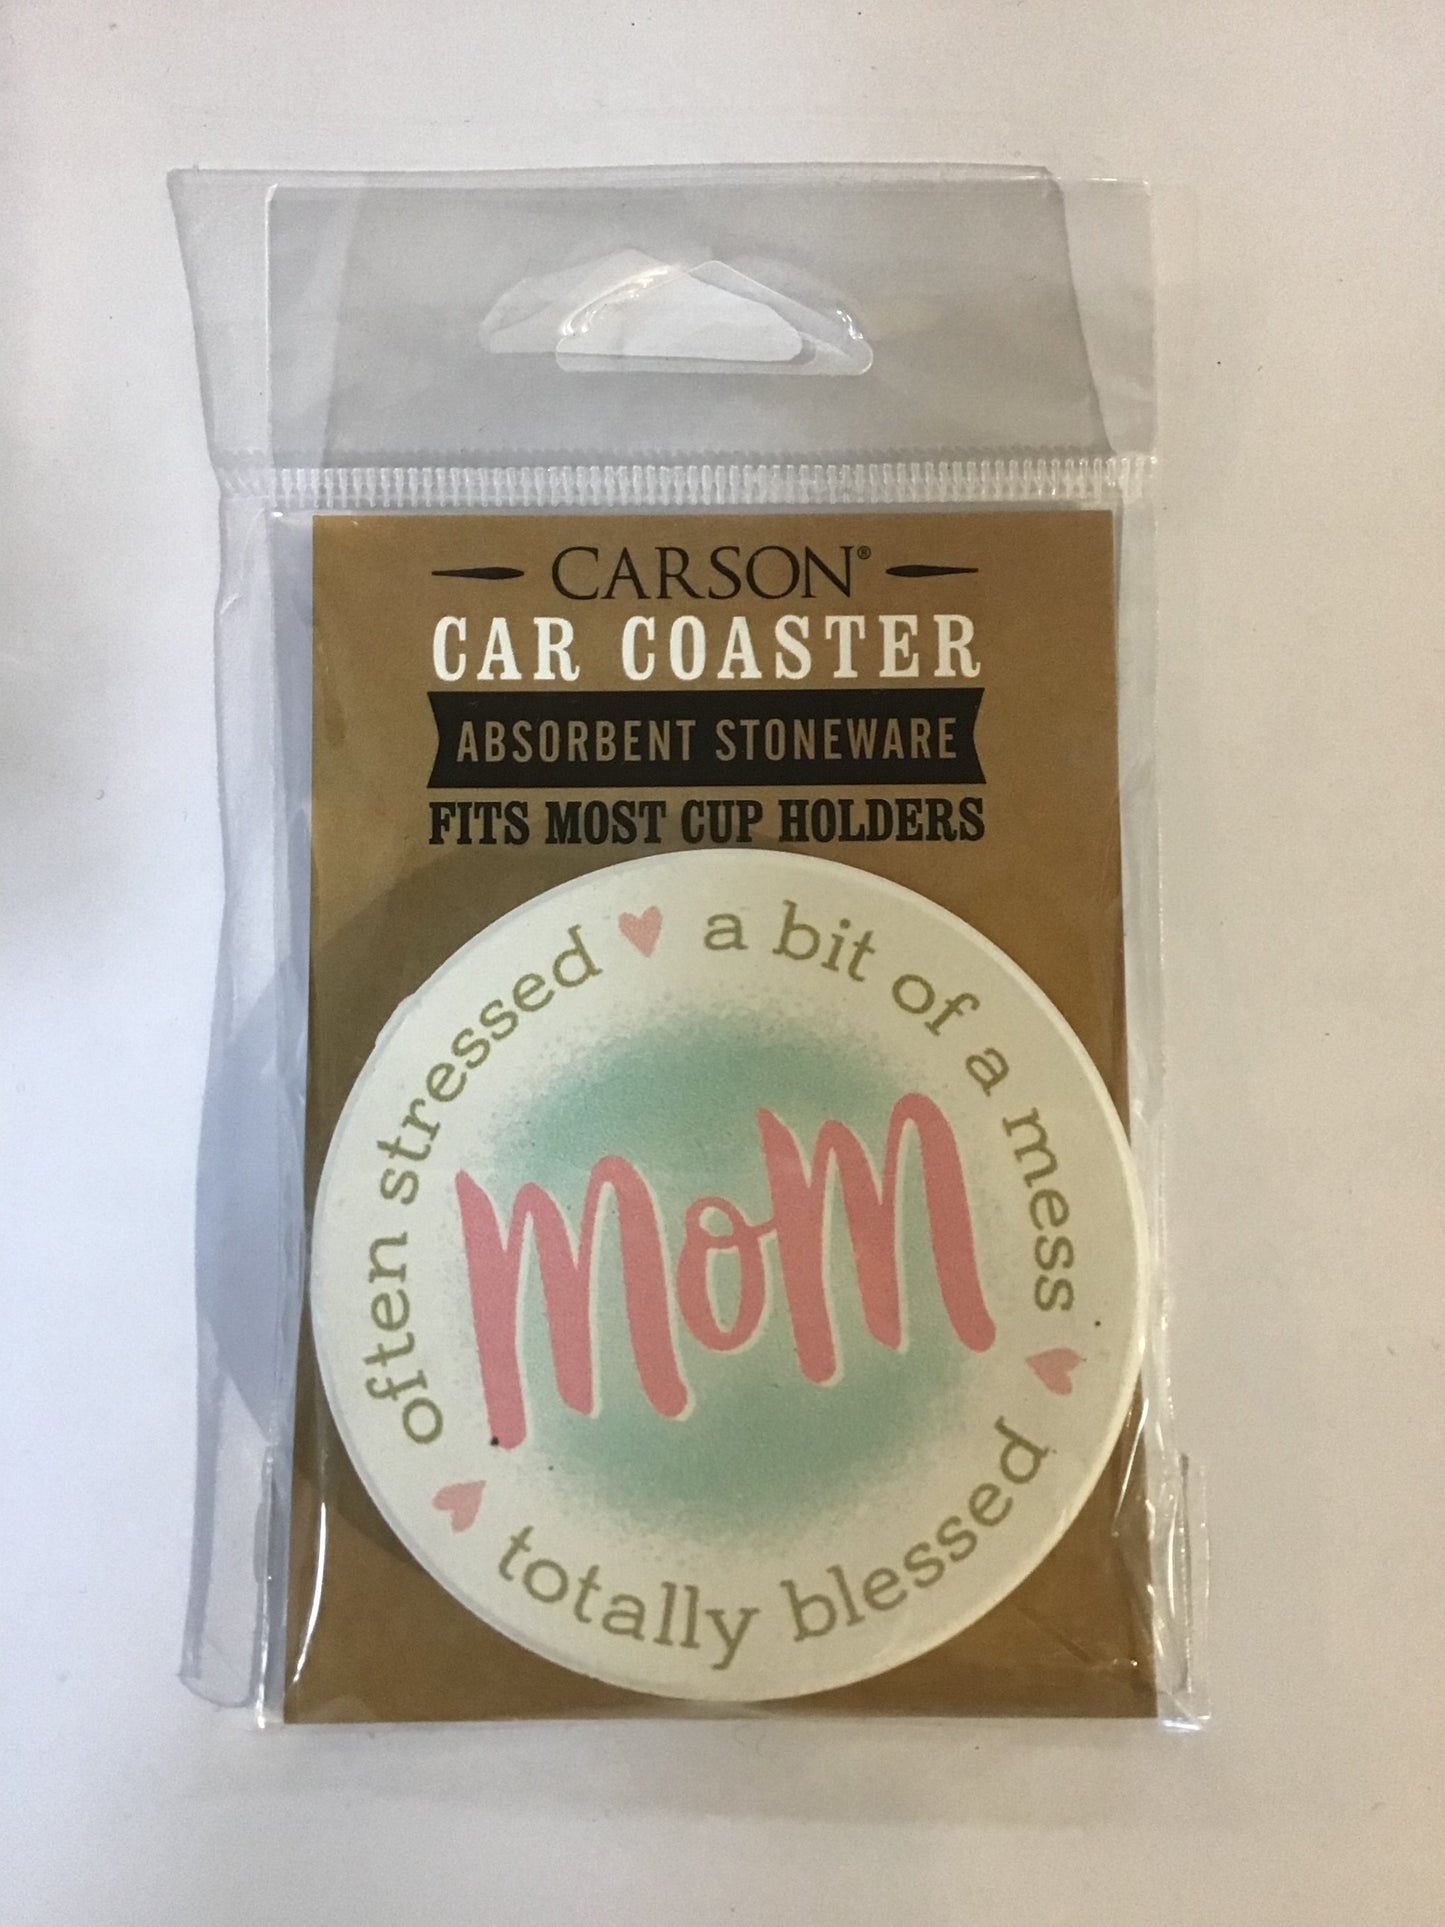 CARSON®
CAR COASTER
ABSORBENT STONEWARE
FITS MOST CUP HOLDERS
often stressed
a bit of a mess
totally blessed
MoM